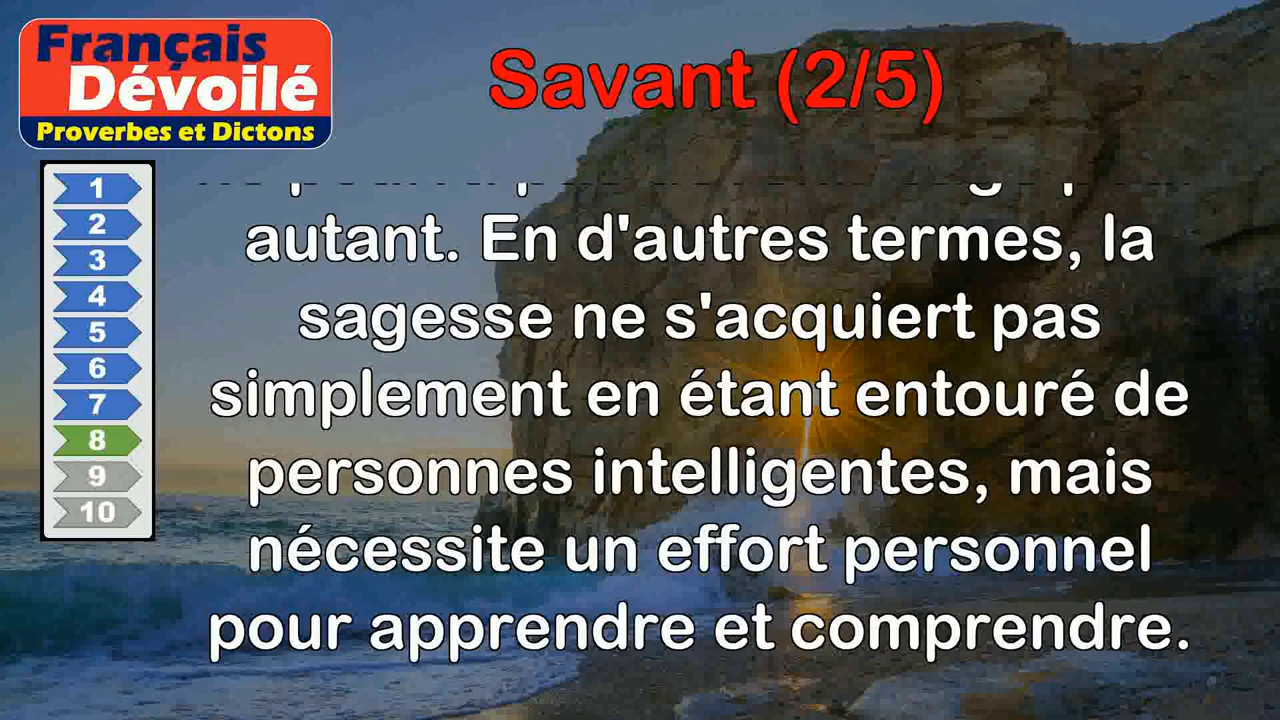 Français
Dévoilé
Proverbes et Dictons
Savant (2/5)
1
2
3
4
5
6
7
8
9
10
autant. En d'autres termes, la
sagesse ne s'acquiert pas
simplement en étant entouré de
personnes intelligentes, mais
nécessite un effort personnel
pour apprendre et comprendre.